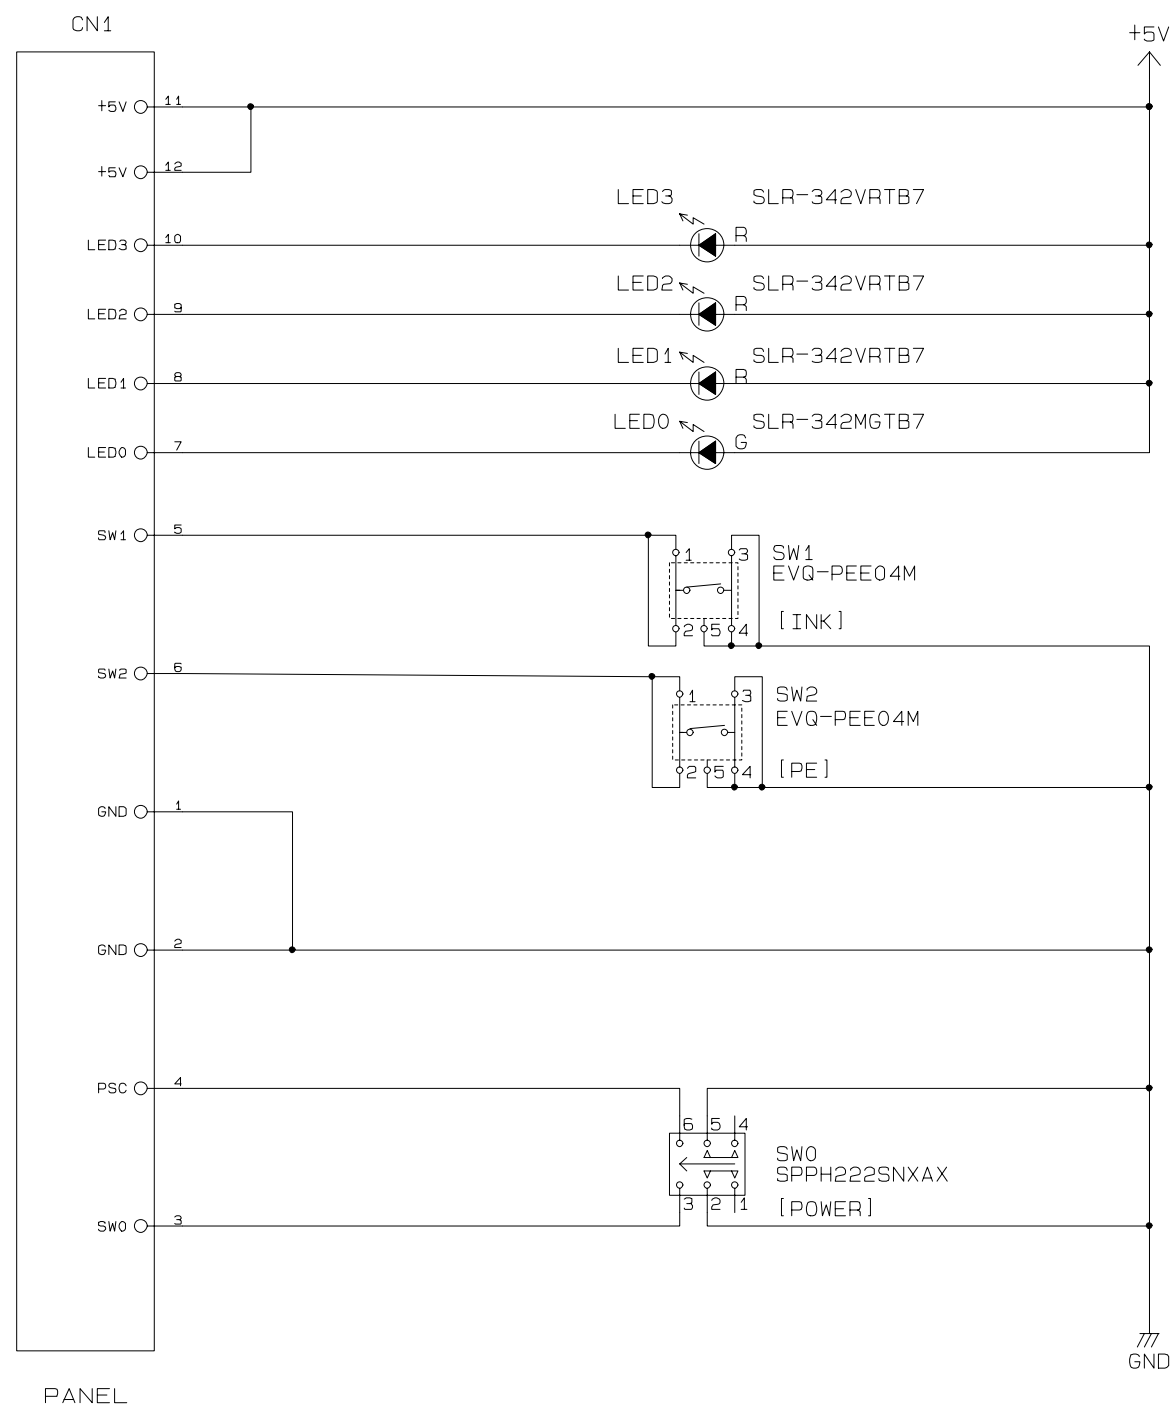 CN1
+5V
+5V 11
+5V 12
LED3 SLR-342VRTB7
R
LED3 10
LED2 SLR-342VRTB7
R
LED2 9
LED1 SLR-342VRTB7
R
LED1 8
LED0 SLR-342MGTB7
G
LED0 7
SW1 5
1 3 SW1
EVQ-PEE04M
[INK]
2 5 4
SW2 6
1 3 SW2
EVQ-PEE04M
[PE]
2 5 4
GND 1
GND 2
PSC 4
6 5 4
SW0
SPPH222SNXAX
3 2 1 [POWER]
SW0 3
GND
PANEL